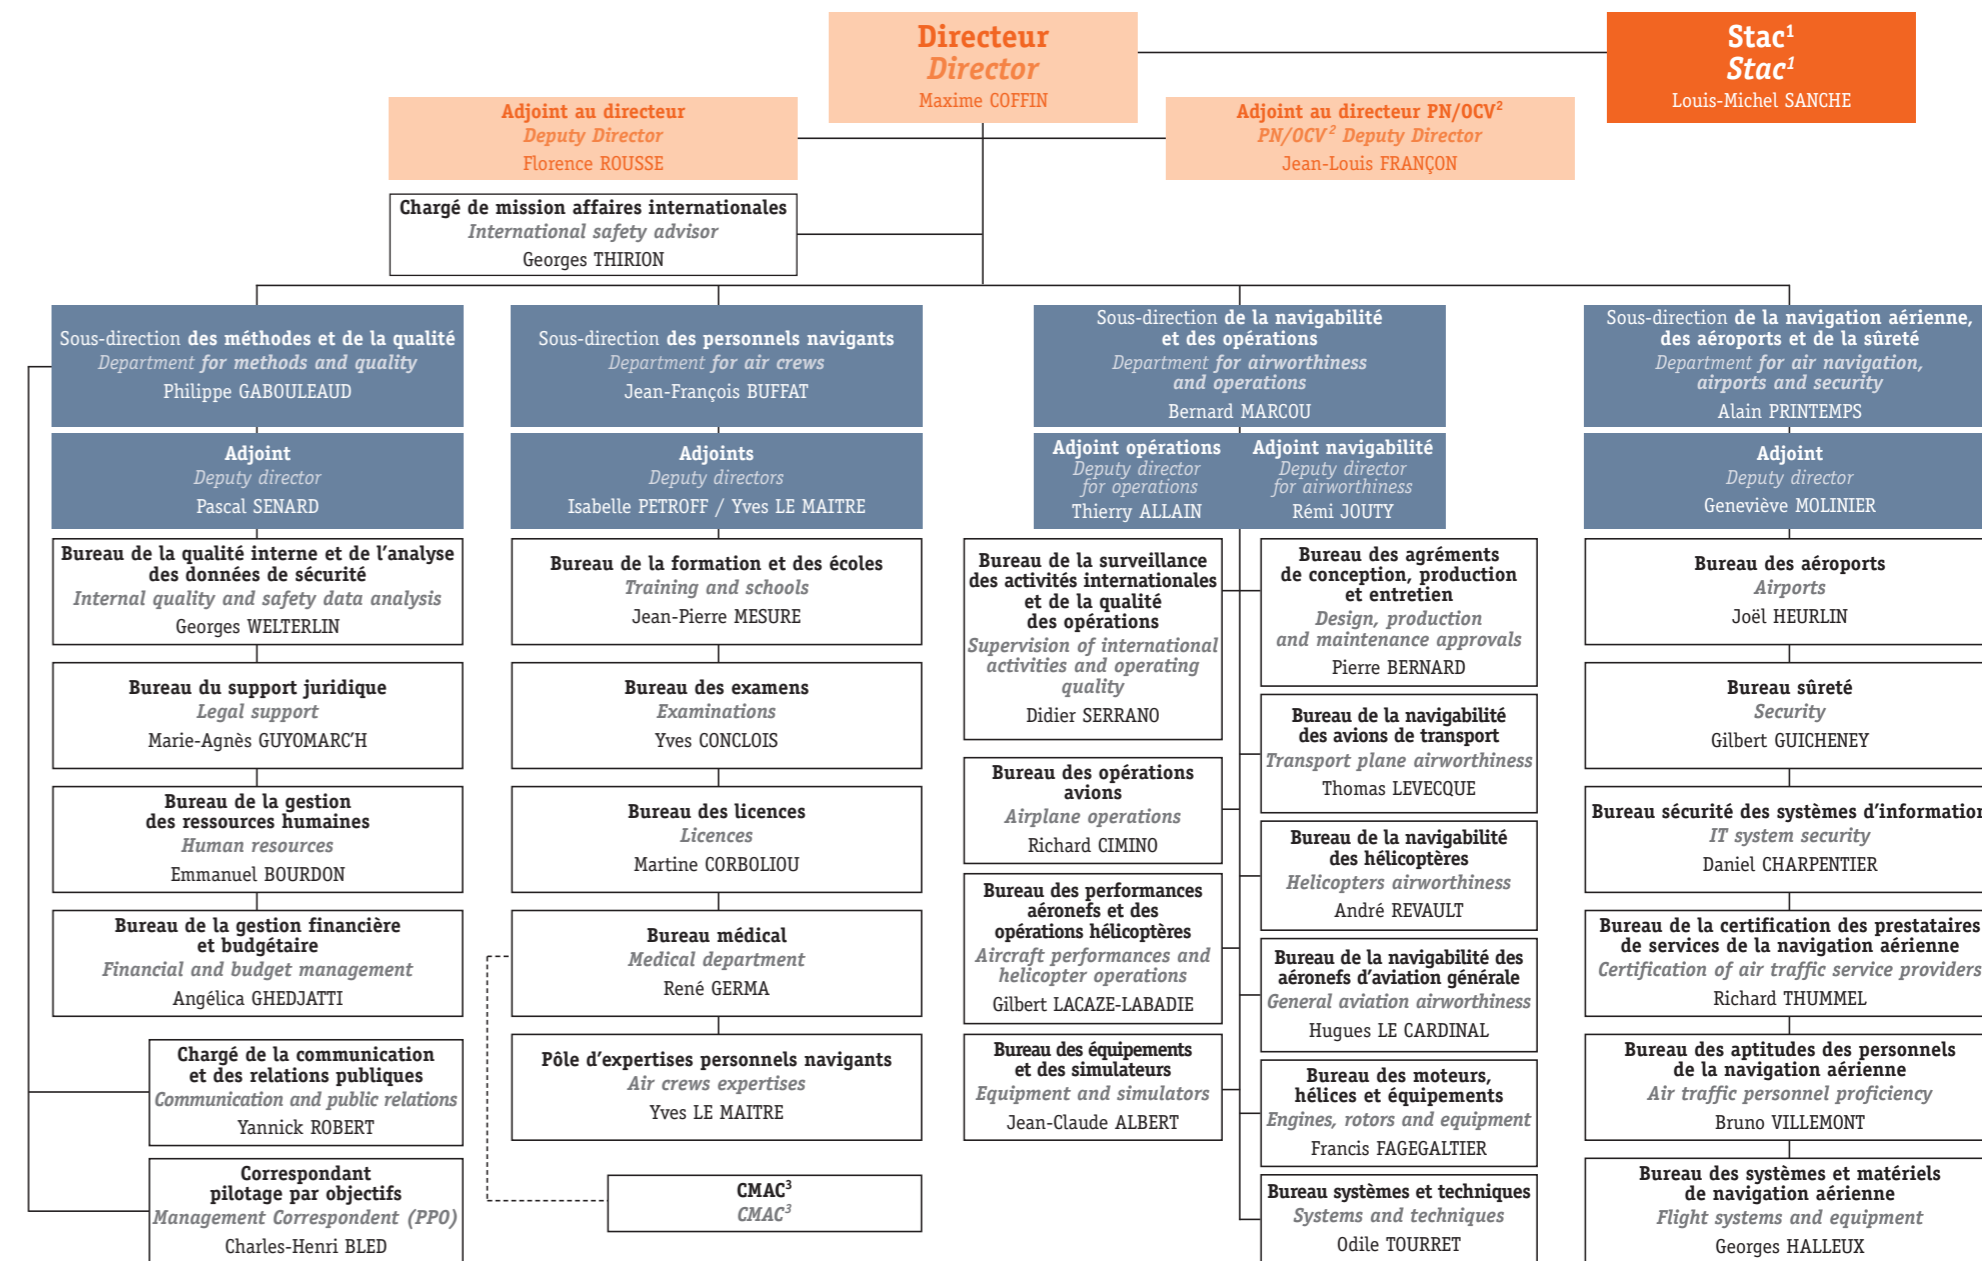 Directeur
Director
Maxime COFFIN
Stac¹
Stac¹
Louis-Michel SANCHE
Adjoint au directeur
Deputy Director
Florence ROUSSE
Adjoint au directeur PN/OCV²
PN/OCV² Deputy Director
Jean-Louis FRANÇON
Chargé de mission affaires internationales
International safety advisor
Georges THIRION
Sous-direction des méthodes et de la qualité
Department for methods and quality
Philippe GABOULEAUD
Adjoint
Deputy director
Pascal SENARD
Bureau de la qualité interne et de l'analyse
des données de sécurité
Internal quality and safety data analysis
Georges WELTERLIN
Bureau du support juridique
Legal support
Marie-Agnès GUYOMARC'H
Bureau de la gestion
des ressources humaines
Human resources
Emmanuel BOURDON
Bureau de la gestion financière
et budgétaire
Financial and budget management
Angélica GHEDJATTI
Chargé de la communication
et des relations publiques
Communication and public relations
Yannick ROBERT
Correspondant
pilotage par objectifs
Management Correspondent (PPO)
Charles-Henri BLED
Sous-direction des personnels navigants
Department for air crews
Jean-François BUFFAT
Adjoints
Deputy directors
Isabelle PETROFF / Yves LE MAITRE
Bureau de la formation et des écoles
Training and schools
Jean-Pierre MESURE
Bureau des examens
Examinations
Yves CONCLOIS
Bureau des licences
Licences
Martine CORBOLIOU
Bureau médical
Medical department
René GERMA
Pôle d'expertises personnels navigants
Air crews expertises
Yves LE MAITRE
CMAC³
CMAC³
Sous-direction de la navigabilité
et des opérations
Department for airworthiness
and operations
Bernard MARCOU
Adjoint opérations
Deputy director
for operations
Thierry ALLAIN
Adjoint navigabilité
Deputy director
for airworthiness
Rémi JOUTY
Bureau de la surveillance
des activités internationales
et de la qualité
des opérations
Supervision of international
activities and operating
quality
Didier SERRANO
Bureau des opérations
avions
Airplane operations
Richard CIMINO
Bureau des performances
aéronefs et des
opérations hélicoptères
Aircraft performances and
helicopter operations
Gilbert LACAZE-LABADIE
Bureau des équipements
et des simulateurs
Equipment and simulators
Jean-Claude ALBERT
Bureau des agréments
de conception, production
et entretien
Design, production
and maintenance approvals
Pierre BERNARD
Bureau de la navigabilité
des avions de transport
Transport plane airworthiness
Thomas LEVECQUE
Bureau de la navigabilité
des hélicoptères
Helicopters airworthiness
André REVAULT
Bureau de la navigabilité des
aéronefs d'aviation générale
General aviation airworthiness
Hugues LE CARDINAL
Bureau des moteurs,
hélices et équipements
Engines, rotors and equipment
Francis FAGEGALTIER
Bureau systèmes et techniques
Systems and techniques
Odile TOURRET
Sous-direction de la navigation aérienne,
des aéroports et de la sûreté
Department for air navigation,
airports and security
Alain PRINTEMPS
Adjoint
Deputy director
Geneviève MOLINIER
Bureau des aéroports
Airports
Joël HEURLIN
Bureau sûreté
Security
Gilbert GUICHENEY
Bureau sécurité des systèmes d'information
IT system security
Daniel CHARPENTIER
Bureau de la certification des prestataires
de services de la navigation aérienne
Certification of air traffic service providers
Richard THUMMEL
Bureau des aptitudes des personnels
de la navigation aérienne
Air traffic personnel proficiency
Bruno VILLEMONT
Bureau des systèmes et matériels
de navigation aérienne
Flight systems and equipment
Georges HALLEUX